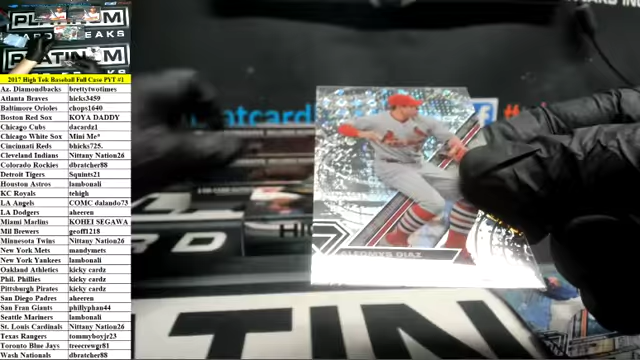 PLATINUM
PLATINUM
2017 High Tek Baseball Full Case PYT #1
Az. Diamondbacks brettytwotimes
Atlanta Braves hicks3459
Baltimore Orioles chops1640
Boston Red Sox KOYA DADDY
Chicago Cubs dacardz1
Chicago White Sox Mint Me*
Cincinnati Reds bhicks725.
Cleveland Indians Nittany Nation26
Colorado Rockies dbratcher88
Detroit Tigers Squints21
Houston Astros lambonali
KC Royals tehigh
LA Angels COMC dalando73
LA Dodgers aheeren
Miami Marlins KOHEI SEGAWA
Mil Brewers geoff1218
Minnesota Twins Nittany Nation26
New York Mets mandymets
New York Yankees lambonali
Oakland Athletics kicky cardz
Phil. Phillies kicky cardz
Pittsburgh Pirates kicky cardz
San Diego Padres aheeren
San Fran Giants phillyphan44
Seattle Mariners lambonali
St. Louis Cardinals Nittany Nation26
Texas Rangers tommyboyjr23
Toronto Blue Jays treecrewgr81
Wash Nationals dbratcher88
ALEDMYS DIAZ